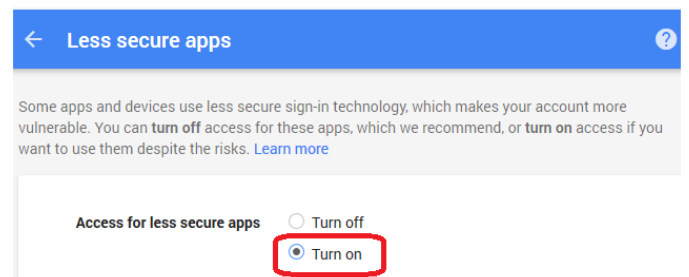 Less secure apps
Some apps and devices use less secure sign-in technology, which makes your account more
vulnerable. You can turn off access for these apps, which we recommend, or turn on access if you
want to use them despite the risks. Learn more
Access for less secure apps Turn off
Turn on